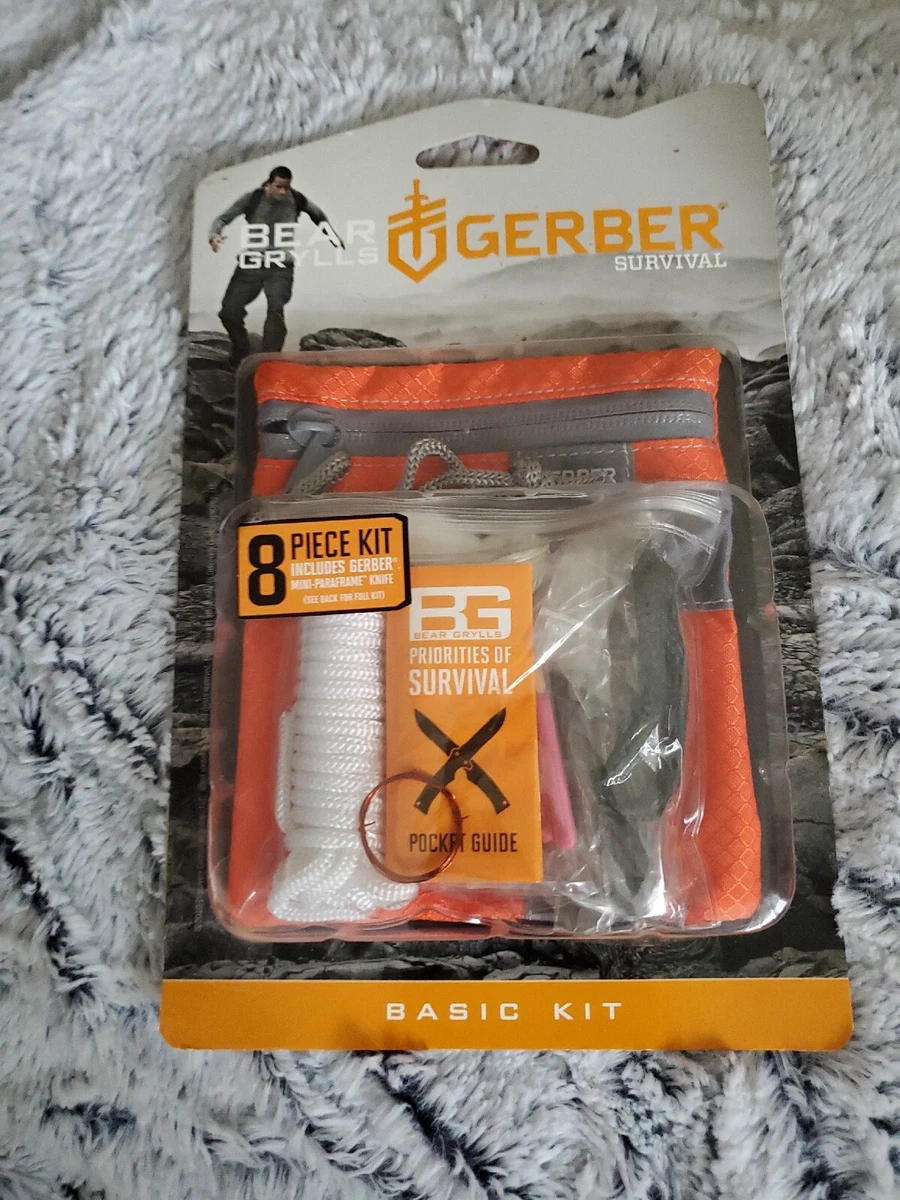 BEAR
GRYLLS
GERBER
SURVIVAL
GERBER
8 PIECE KIT
INCLUDES GERBER®
MINI-PARAFRAME™ KNIFE
(SEE BACK FOR FULL KIT)
BG
BEAR GRYLLS
PRIORITIES OF
SURVIVAL
POCKET GUIDE
BASIC KIT